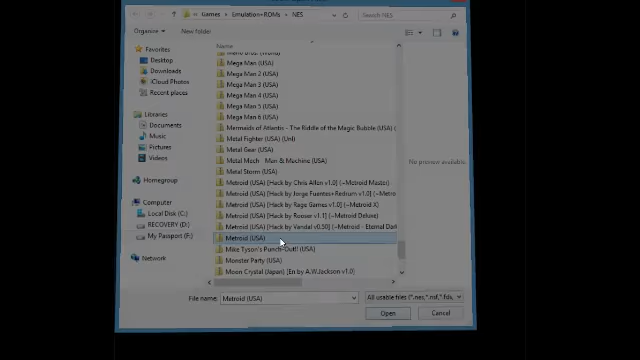 Games ▸ Emulation+ROMs ▸ NES
Search NES
Organize
New folder
Name
Favorites
Desktop
Downloads
iCloud Photos
Recent places
Libraries
Documents
Music
Pictures
Videos
Homegroup
Computer
Local Disk (C:)
RECOVERY (D:)
My Passport (F:)
Network
Mega Man (USA)
Mega Man 2 (USA)
Mega Man 3 (USA)
Mega Man 4 (USA)
Mega Man 5 (USA)
Mega Man 6 (USA)
Mermaids of Atlantis - The Riddle of the Magic Bubble (USA) (
Metal Fighter (USA) (Unl)
Metal Gear (USA)
Metal Mech - Man & Machine (USA)
Metal Storm (USA)
Metroid (USA) [Hack by Chris Allen v1.0] (~Metroid Master)
Metroid (USA) [Hack by Jorge Fuentes+Redrum v1.0] (~Metro
Metroid (USA) [Hack by Rage Games v1.0] (~Metroid X)
Metroid (USA) [Hack by Roover v1.1] (~Metroid Deluxe)
Metroid (USA) [Hack by Vandal v0.50] (~Metroid - Eternal Dark
Metroid (USA)
Mike Tyson's Punch-Out!! (USA)
Monster Party (USA)
Moon Crystal (Japan) [En by A.W.Jackson v1.0]
No preview available.
File name:
Metroid (USA)
All usable files (*.nes,*.nsf,*.fds,
Open
Cancel